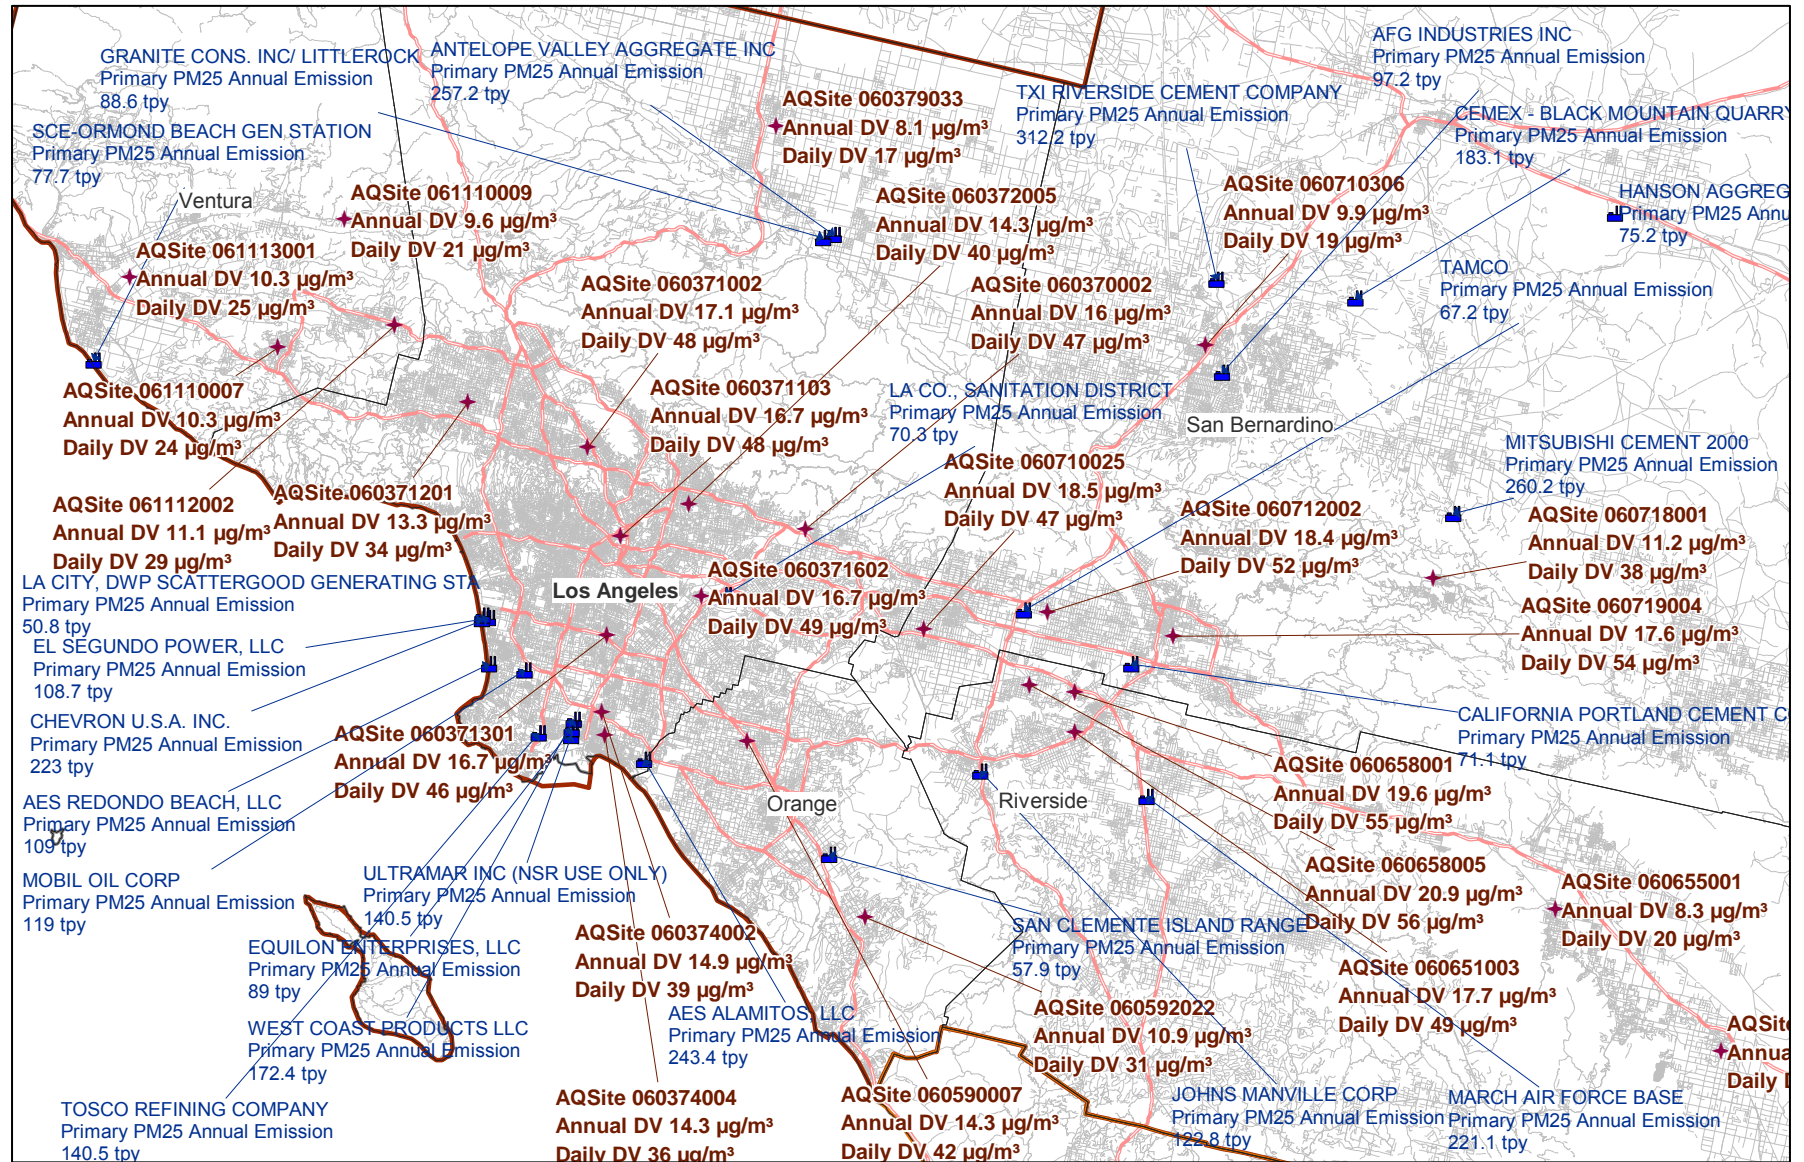 GRANITE CONS. INC/ LITTLEROCK
Primary PM25 Annual Emission
88.6 tpy
ANTELOPE VALLEY AGGREGATE INC
Primary PM25 Annual Emission
257.2 tpy
AFG INDUSTRIES INC
Primary PM25 Annual Emission
97.2 tpy
SCE-ORMOND BEACH GEN STATION
Primary PM25 Annual Emission
77.7 tpy
AQSite 060379033
Annual DV 8.1 µg/m³
Daily DV 17 µg/m³
TXI RIVERSIDE CEMENT COMPANY
Primary PM25 Annual Emission
312.2 tpy
CEMEX - BLACK MOUNTAIN QUARRY
Primary PM25 Annual Emission
183.1 tpy
Ventura
AQSite 061110009
Annual DV 9.6 µg/m³
Daily DV 21 µg/m³
AQSite 060372005
Annual DV 14.3 µg/m³
Daily DV 40 µg/m³
AQSite 060710306
Annual DV 9.9 µg/m³
Daily DV 19 µg/m³
HANSON AGGREG
Primary PM25 Annu
75.2 tpy
AQSite 061113001
Annual DV 10.3 µg/m³
Daily DV 25 µg/m³
AQSite 060371002
Annual DV 17.1 µg/m³
Daily DV 48 µg/m³
AQSite 060370002
Annual DV 16 µg/m³
Daily DV 47 µg/m³
TAMCO
Primary PM25 Annual Emission
67.2 tpy
AQSite 061110007
Annual DV 10.3 µg/m³
Daily DV 24 µg/m³
AQSite 060371103
Annual DV 16.7 µg/m³
Daily DV 48 µg/m³
LA CO., SANITATION DISTRICT
Primary PM25 Annual Emission
70.3 tpy
San Bernardino
MITSUBISHI CEMENT 2000
Primary PM25 Annual Emission
260.2 tpy
AQSite 061112002
Annual DV 11.1 µg/m³
Daily DV 29 µg/m³
AQSite 060371201
Annual DV 13.3 µg/m³
Daily DV 34 µg/m³
AQSite 060710025
Annual DV 18.5 µg/m³
Daily DV 47 µg/m³
AQSite 060712002
Annual DV 18.4 µg/m³
Daily DV 52 µg/m³
AQSite 060718001
Annual DV 11.2 µg/m³
Daily DV 38 µg/m³
LA CITY, DWP SCATTERGOOD GENERATING STA
Primary PM25 Annual Emission
50.8 tpy
Los Angeles
AQSite 060371602
Annual DV 16.7 µg/m³
Daily DV 49 µg/m³
AQSite 060719004
Annual DV 17.6 µg/m³
Daily DV 54 µg/m³
EL SEGUNDO POWER, LLC
Primary PM25 Annual Emission
108.7 tpy
CHEVRON U.S.A. INC.
Primary PM25 Annual Emission
223 tpy
AQSite 060371301
Annual DV 16.7 µg/m³
Daily DV 46 µg/m³
CALIFORNIA PORTLAND CEMENT C
Primary PM25 Annual Emission
71.1 tpy
AES REDONDO BEACH, LLC
Primary PM25 Annual Emission
109 tpy
Orange
Riverside
AQSite 060658001
Annual DV 19.6 µg/m³
Daily DV 55 µg/m³
MOBIL OIL CORP
Primary PM25 Annual Emission
119 tpy
ULTRAMAR INC (NSR USE ONLY)
Primary PM25 Annual Emission
140.5 tpy
AQSite 060658005
Annual DV 20.9 µg/m³
Daily DV 56 µg/m³
AQSite 060655001
Annual DV 8.3 µg/m³
Daily DV 20 µg/m³
EQUILON ENTERPRISES, LLC
Primary PM25 Annual Emission
89 tpy
AQSite 060374002
Annual DV 14.9 µg/m³
Daily DV 39 µg/m³
SAN CLEMENTE ISLAND RANGE
Primary PM25 Annual Emission
57.9 tpy
AQSite 060651003
Annual DV 17.7 µg/m³
Daily DV 49 µg/m³
WEST COAST PRODUCTS LLC
Primary PM25 Annual Emission
172.4 tpy
AES ALAMITOS, LLC
Primary PM25 Annual Emission
243.4 tpy
AQSite 060592022
Annual DV 10.9 µg/m³
Daily DV 31 µg/m³
AQSite
Annua
Daily D
TOSCO REFINING COMPANY
Primary PM25 Annual Emission
140.5 tpy
AQSite 060374004
Annual DV 14.3 µg/m³
Daily DV 36 µg/m³
AQSite 060590007
Annual DV 14.3 µg/m³
Daily DV 42 µg/m³
JOHNS MANVILLE CORP
Primary PM25 Annual Emission
122.8 tpy
MARCH AIR FORCE BASE
Primary PM25 Annual Emission
221.1 tpy